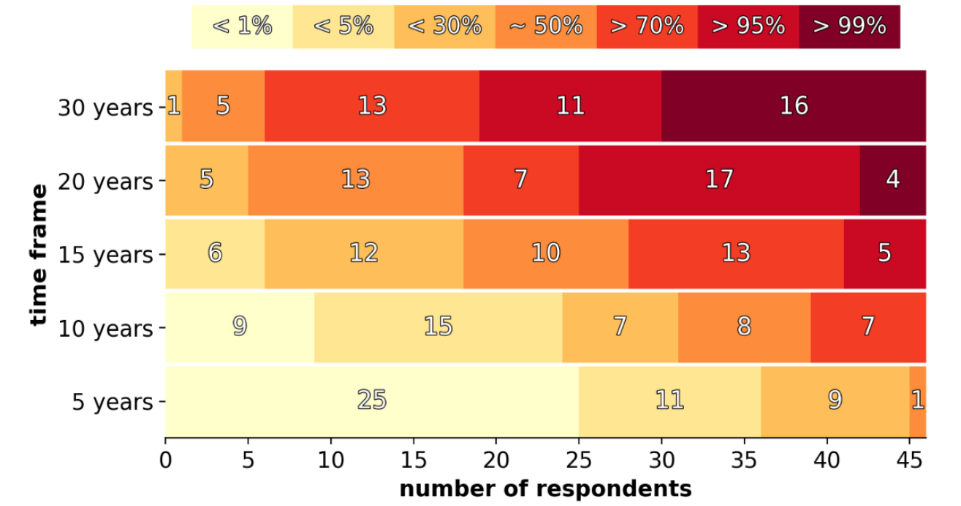 < 1% < 5% < 30% ~ 50% > 70% > 95% > 99%
30 years 1 5 13 11 16
20 years 5 13 7 17 4
15 years 6 12 10 13 5
10 years 9 15 7 8 7
5 years 25 11 9 1
time frame
0 5 10 15 20 25 30 35 40 45
number of respondents